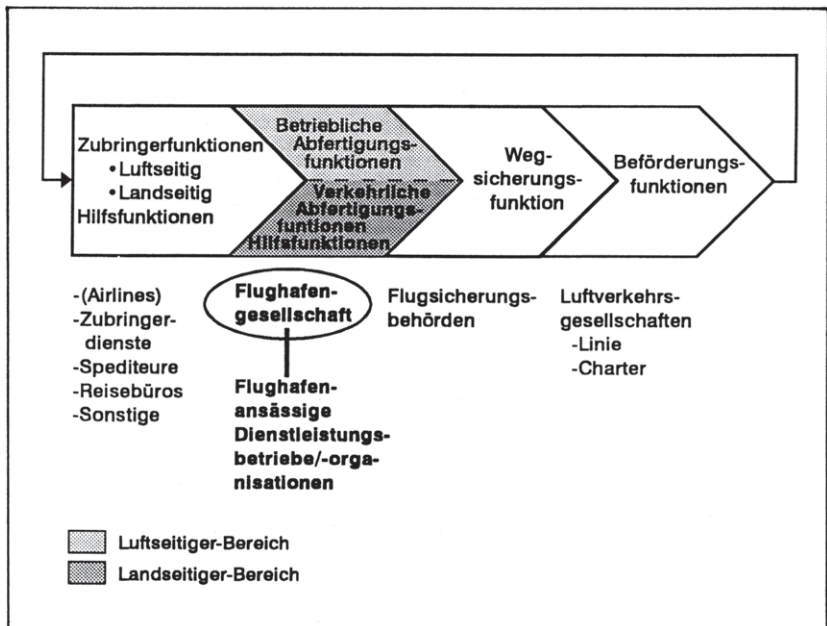 Zubringerfunktionen
• Luftseitig
• Landseitig
Hilfsfunktionen
Betriebliche
Abfertigungs-
funktionen
Verkehrliche
Abfertigungs-
funtionen
Hilfsfunktionen
Weg-
sicherungs-
funktion
Beförderungs-
funktionen
-(Airlines)
-Zubringer-
dienste
-Spediteure
-Reisebüros
-Sonstige
Flughafen-
gesellschaft
Flughafen-
ansässige
Dienstleistungs-
betriebe/-orga-
nisationen
Flugsicherungs-
behörden
Luftverkehrs-
gesellschaften
-Linie
-Charter
Luftseitiger-Bereich
Landseitiger-Bereich